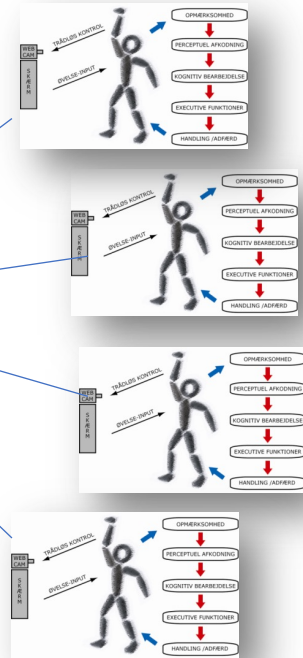 WEB
CAM
SKÆRM
TRÅDLØS KONTROL
ØVELSE-INPUT
OPMÆRKSOMHED
PERCEPTUEL AFKODNING
KOGNITIV BEARBEJDELSE
EXECUTIVE FUNKTIONER
HANDLING /ADFÆRD
WEB
CAM
SKÆRM
TRÅDLØS KONTROL
ØVELSE-INPUT
OPMÆRKSOMHED
PERCEPTUEL AFKODNING
KOGNITIV BEARBEJDELSE
EXECUTIVE FUNKTIONER
HANDLING /ADFÆRD
WEB
CAM
SKÆRM
TRÅDLØS KONTROL
ØVELSE-INPUT
OPMÆRKSOMHED
PERCEPTUEL AFKODNING
KOGNITIV BEARBEJDELSE
EXECUTIVE FUNKTIONER
HANDLING /ADFÆRD
WEB
CAM
SKÆRM
TRÅDLØS KONTROL
ØVELSE-INPUT
OPMÆRKSOMHED
PERCEPTUEL AFKODNING
KOGNITIV BEARBEJDELSE
EXECUTIVE FUNKTIONER
HANDLING /ADFÆRD